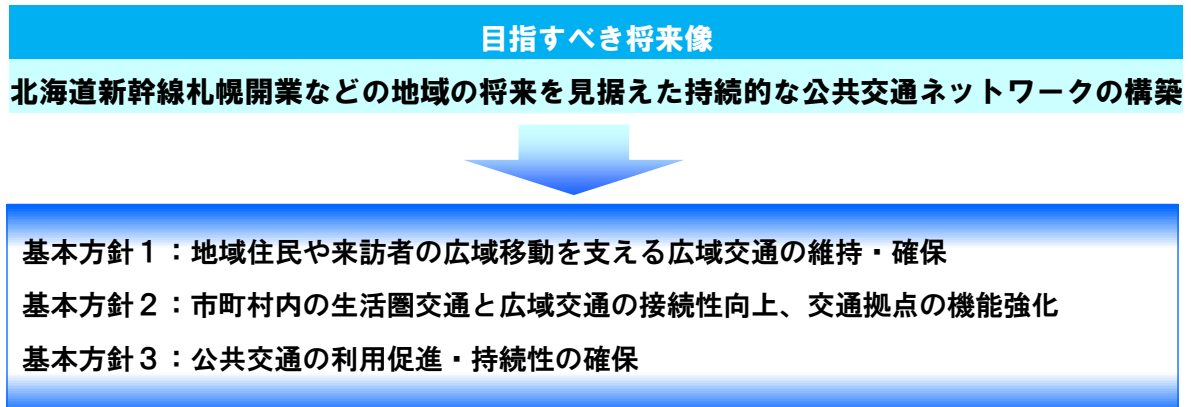 目指すべき将来像
北海道新幹線札幌開業などの地域の将来を見据えた持続的な公共交通ネットワークの構築
基本方針１：地域住民や来訪者の広域移動を支える広域交通の維持・確保
基本方針２：市町村内の生活圏交通と広域交通の接続性向上、交通拠点の機能強化
基本方針３：公共交通の利用促進・持続性の確保